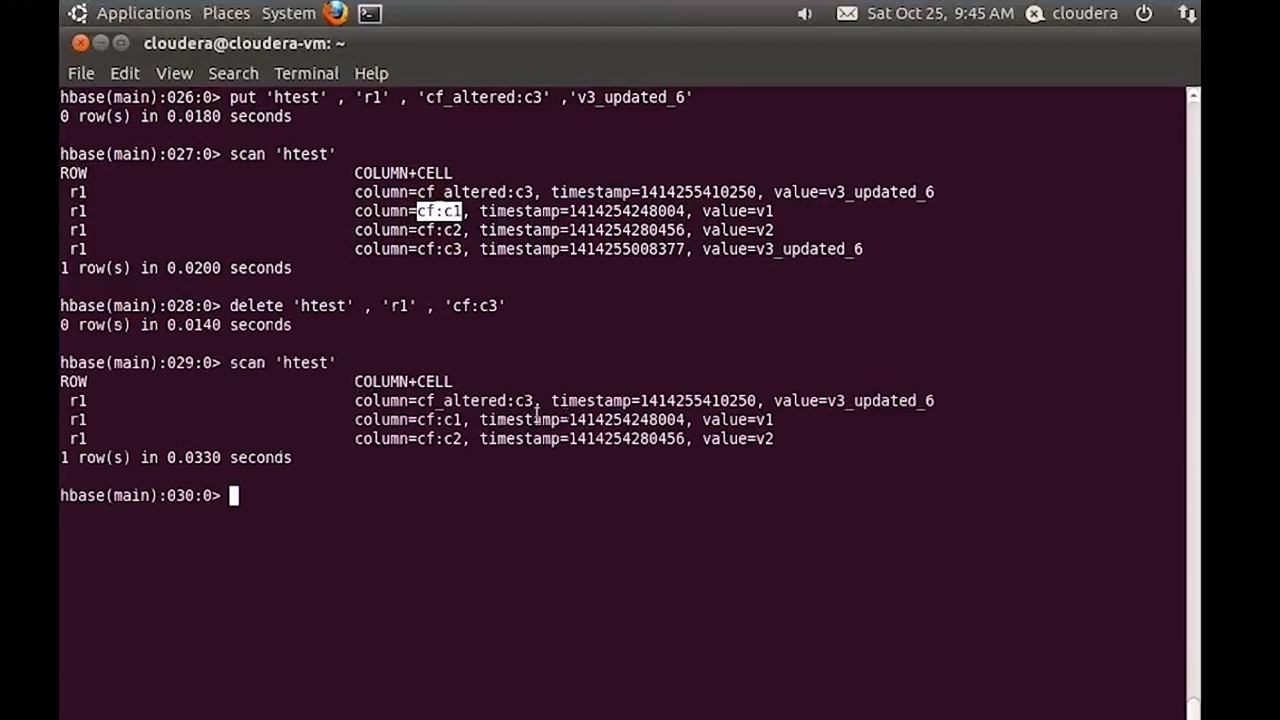 Applications Places System Sat Oct 25, 9:45 AM cloudera
cloudera@cloudera-vm: ~
File Edit View Search Terminal Help
hbase(main):026:0> put 'htest' , 'r1' , 'cf_altered:c3' ,'v3_updated_6'
0 row(s) in 0.0180 seconds
hbase(main):027:0> scan 'htest'
ROW COLUMN+CELL
r1 column=cf_altered:c3, timestamp=1414255410250, value=v3_updated_6
r1 column=cf:c1, timestamp=1414254248004, value=v1
r1 column=cf:c2, timestamp=1414254280456, value=v2
r1 column=cf:c3, timestamp=1414255008377, value=v3_updated_6
1 row(s) in 0.0200 seconds
hbase(main):028:0> delete 'htest' , 'r1' , 'cf:c3'
0 row(s) in 0.0140 seconds
hbase(main):029:0> scan 'htest'
ROW COLUMN+CELL
r1 column=cf_altered:c3, timestamp=1414255410250, value=v3_updated_6
r1 column=cf:c1, timestamp=1414254248004, value=v1
r1 column=cf:c2, timestamp=1414254280456, value=v2
1 row(s) in 0.0330 seconds
hbase(main):030:0>